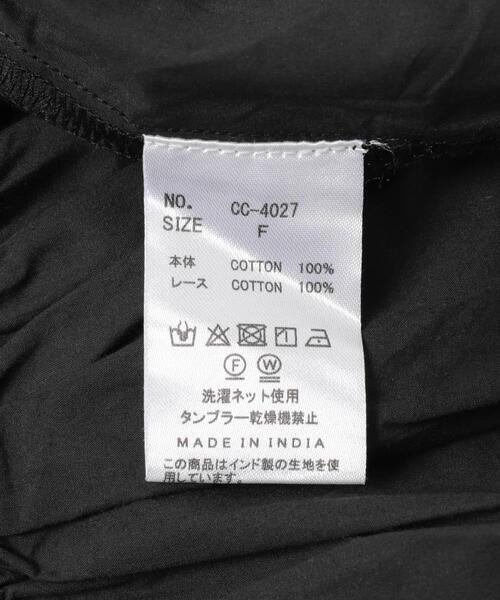 NO. CC-4027
SIZE F
本体 COTTON 100%
レース COTTON 100%
F W
洗濯ネット使用
タンブラー乾燥機禁止
MADE IN INDIA
この商品はインド製の生地を使
用しています。